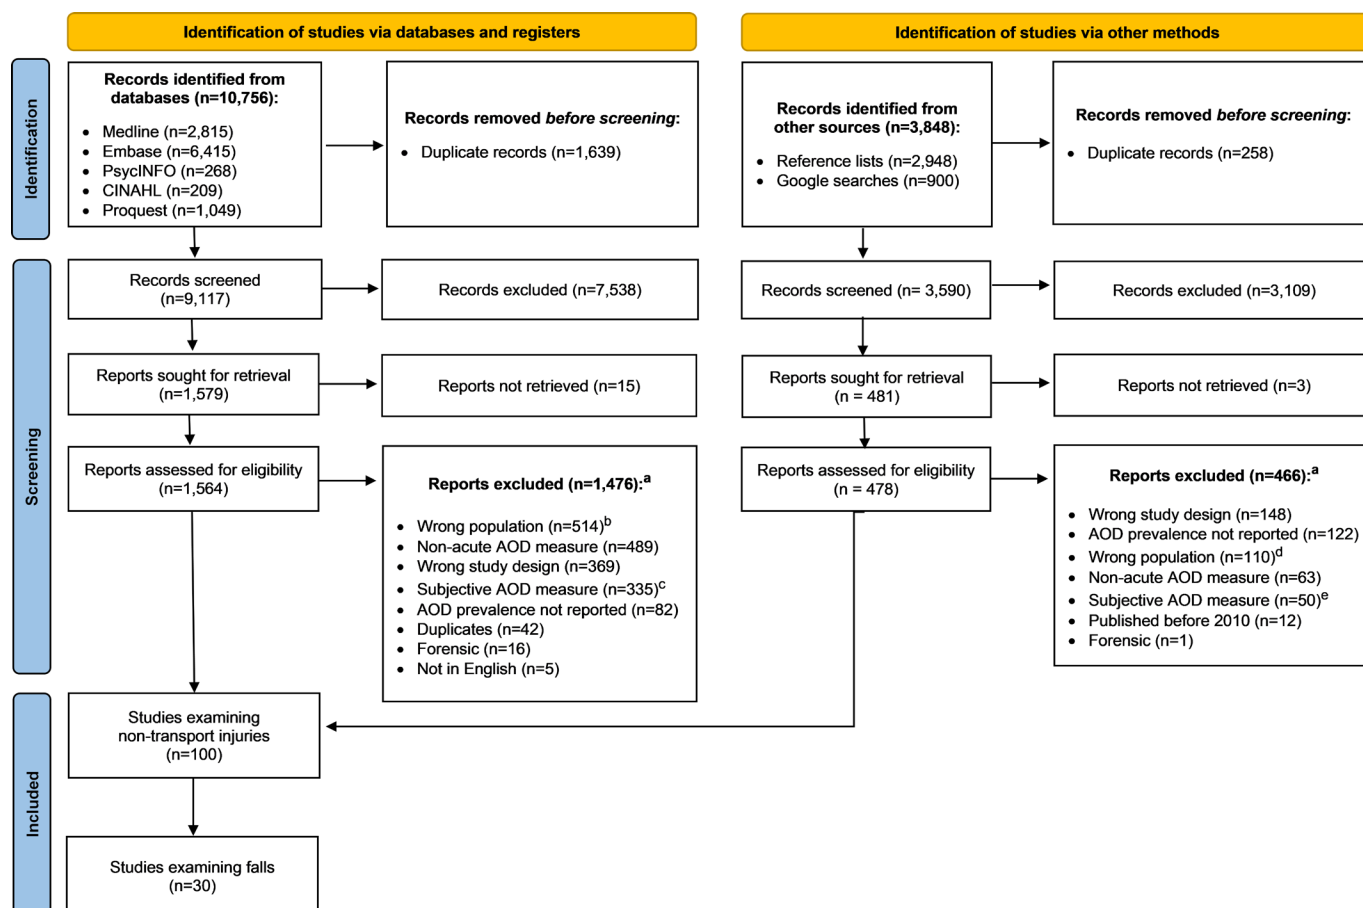 Identification of studies via databases and registers
Identification of studies via other methods
Identification
Records identified from
databases (n=10,756):
• Medline (n=2,815)
• Embase (n=6,415)
• PsycINFO (n=268)
• CINAHL (n=209)
• Proquest (n=1,049)
Records removed before screening:
• Duplicate records (n=1,639)
Records identified from
other sources (n=3,848):
• Reference lists (n=2,948)
• Google searches (n=900)
Records removed before screening:
• Duplicate records (n=258)
Screening
Records screened
(n=9,117)
Records excluded (n=7,538)
Records screened (n= 3,590)
Records excluded (n=3,109)
Reports sought for retrieval
(n=1,579)
Reports not retrieved (n=15)
Reports sought for retrieval
(n = 481)
Reports not retrieved (n=3)
Reports assessed for eligibility
(n=1,564)
Reports excluded (n=1,476):a
• Wrong population (n=514)b
• Non-acute AOD measure (n=489)
• Wrong study design (n=369)
• Subjective AOD measure (n=335)c
• AOD prevalence not reported (n=82)
• Duplicates (n=42)
• Forensic (n=16)
• Not in English (n=5)
Reports assessed for eligibility
(n = 478)
Reports excluded (n=466):a
• Wrong study design (n=148)
• AOD prevalence not reported (n=122)
• Wrong population (n=110)d
• Non-acute AOD measure (n=63)
• Subjective AOD measure (n=50)e
• Published before 2010 (n=12)
• Forensic (n=1)
Included
Studies examining
non-transport injuries
(n=100)
Studies examining falls
(n=30)